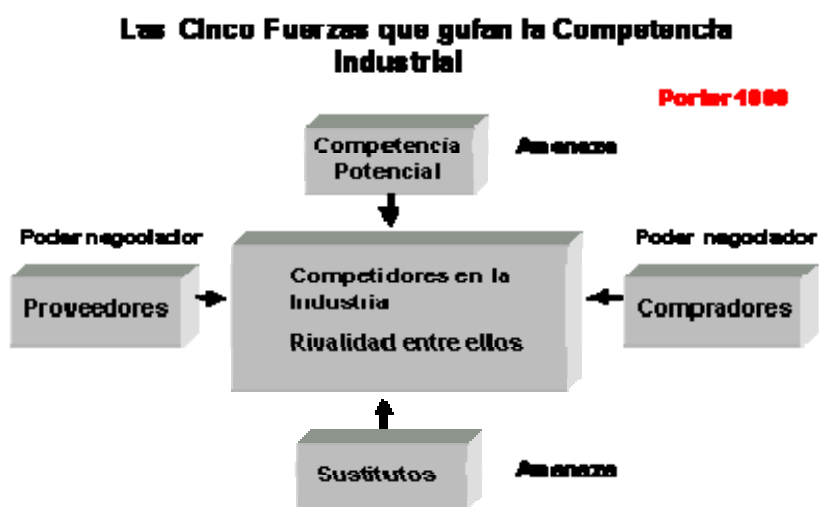 Las Cinco Fuerzas que guían la Competencia
Industrial
Porter
Competencia
Potencial
Amenaza
Poder negociador
Poder negociador
Competidores en la
Industria
Rivalidad entre ellos
Proveedores
Compradores
Sustitutos
Amenaza